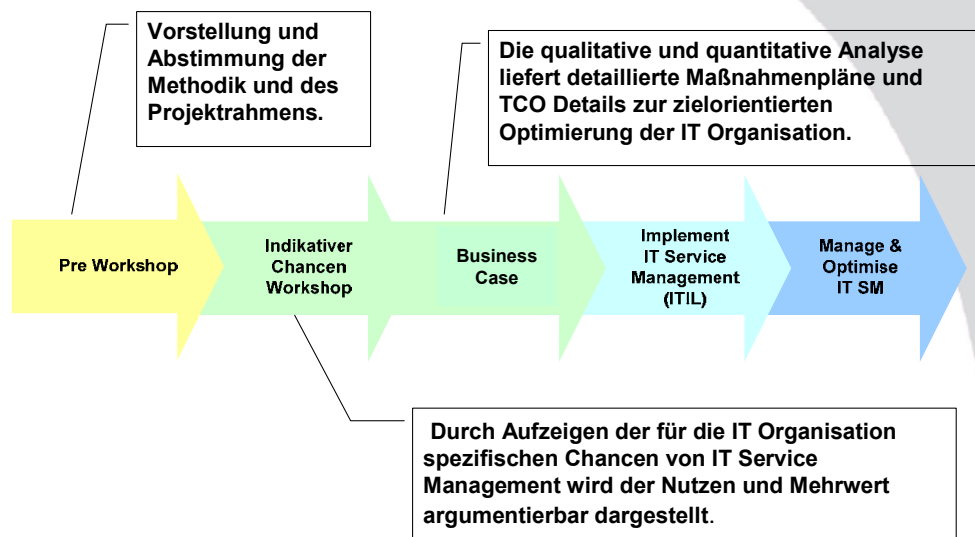 Vorstellung und
Abstimmung der
Methodik und des
Projektrahmens.
Die qualitative und quantitative Analyse
liefert detaillierte Maßnahmenpläne und
TCO Details zur zielorientierten
Optimierung der IT Organisation.
Pre Workshop
Indikativer
Chancen
Workshop
Business
Case
Implement
IT Service
Management
(ITIL)
Manage &
Optimise
IT SM
Durch Aufzeigen der für die IT Organisation
spezifischen Chancen von IT Service
Management wird der Nutzen und Mehrwert
argumentierbar dargestellt.